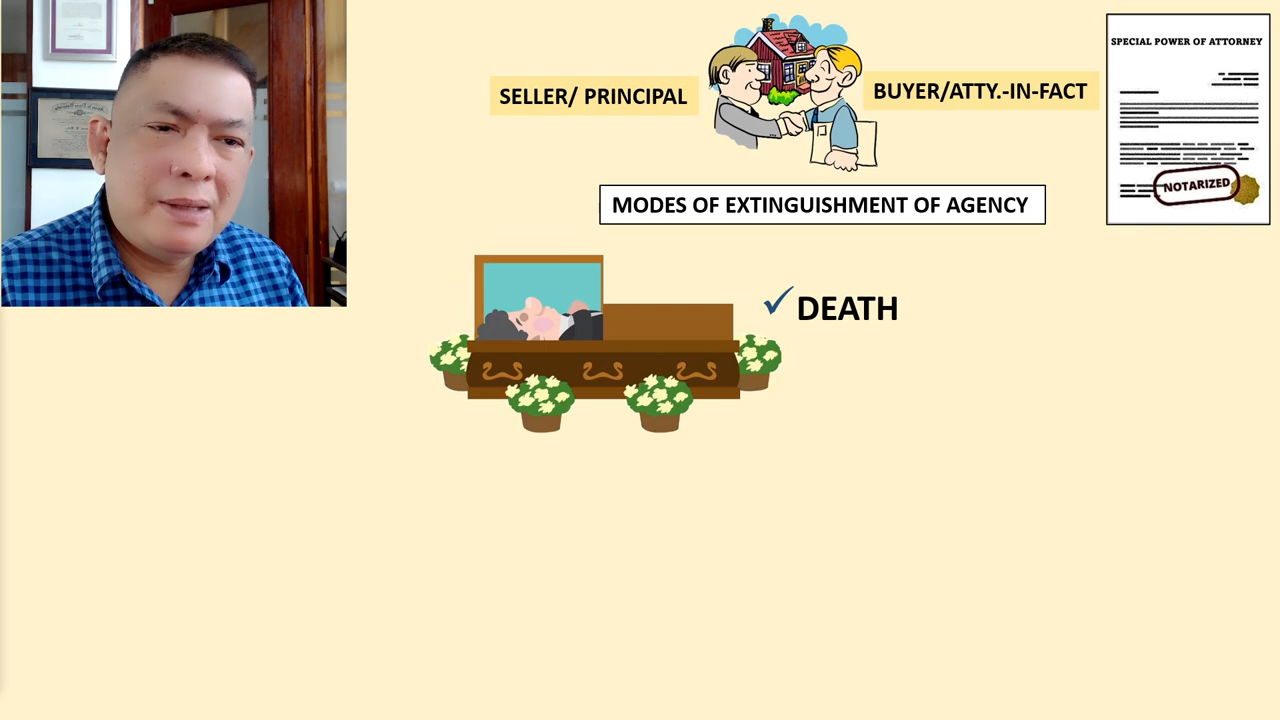 SELLER/ PRINCIPAL
BUYER/ATTY.-IN-FACT
SPECIAL POWER OF ATTORNEY
NOTARIZED
MODES OF EXTINGUISHMENT OF AGENCY
DEATH